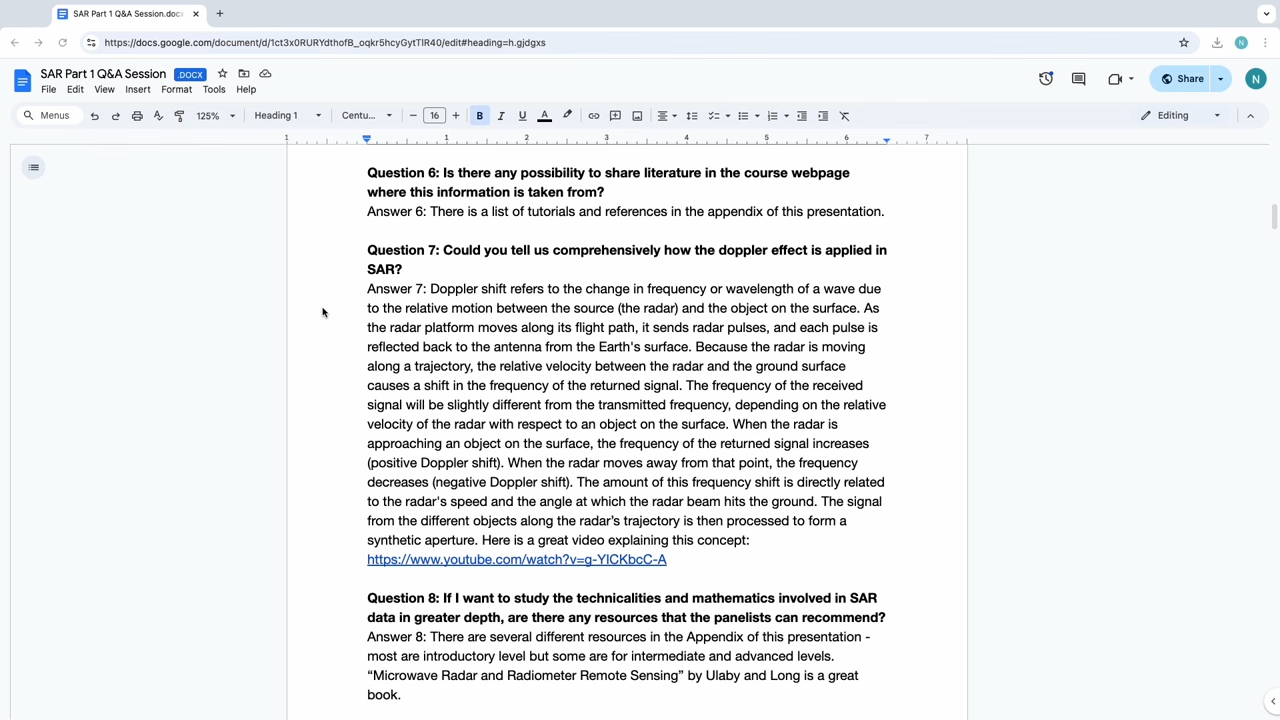 SAR Part 1 Q&A Session.docx
https://docs.google.com/document/d/1ct3x0RURYdthofB_oqkr5hcyGytTlR40/edit#heading=h.gjdgxs
N
SAR Part 1 Q&A Session .DOCX
File Edit View Insert Format Tools Help
Share
N
Menus 125% Heading 1 Centu... 16 B I U A Editing
1 1 2 3 4 5 6 7
Question 6: Is there any possibility to share literature in the course webpage
where this information is taken from?
Answer 6: There is a list of tutorials and references in the appendix of this presentation.
Question 7: Could you tell us comprehensively how the doppler effect is applied in
SAR?
Answer 7: Doppler shift refers to the change in frequency or wavelength of a wave due
to the relative motion between the source (the radar) and the object on the surface. As
the radar platform moves along its flight path, it sends radar pulses, and each pulse is
reflected back to the antenna from the Earth's surface. Because the radar is moving
along a trajectory, the relative velocity between the radar and the ground surface
causes a shift in the frequency of the returned signal. The frequency of the received
signal will be slightly different from the transmitted frequency, depending on the relative
velocity of the radar with respect to an object on the surface. When the radar is
approaching an object on the surface, the frequency of the returned signal increases
(positive Doppler shift). When the radar moves away from that point, the frequency
decreases (negative Doppler shift). The amount of this frequency shift is directly related
to the radar's speed and the angle at which the radar beam hits the ground. The signal
from the different objects along the radar’s trajectory is then processed to form a
synthetic aperture. Here is a great video explaining this concept:
https://www.youtube.com/watch?v=g-YICKbcC-A
Question 8: If I want to study the technicalities and mathematics involved in SAR
data in greater depth, are there any resources that the panelists can recommend?
Answer 8: There are several different resources in the Appendix of this presentation -
most are introductory level but some are for intermediate and advanced levels.
“Microwave Radar and Radiometer Remote Sensing” by Ulaby and Long is a great
book.